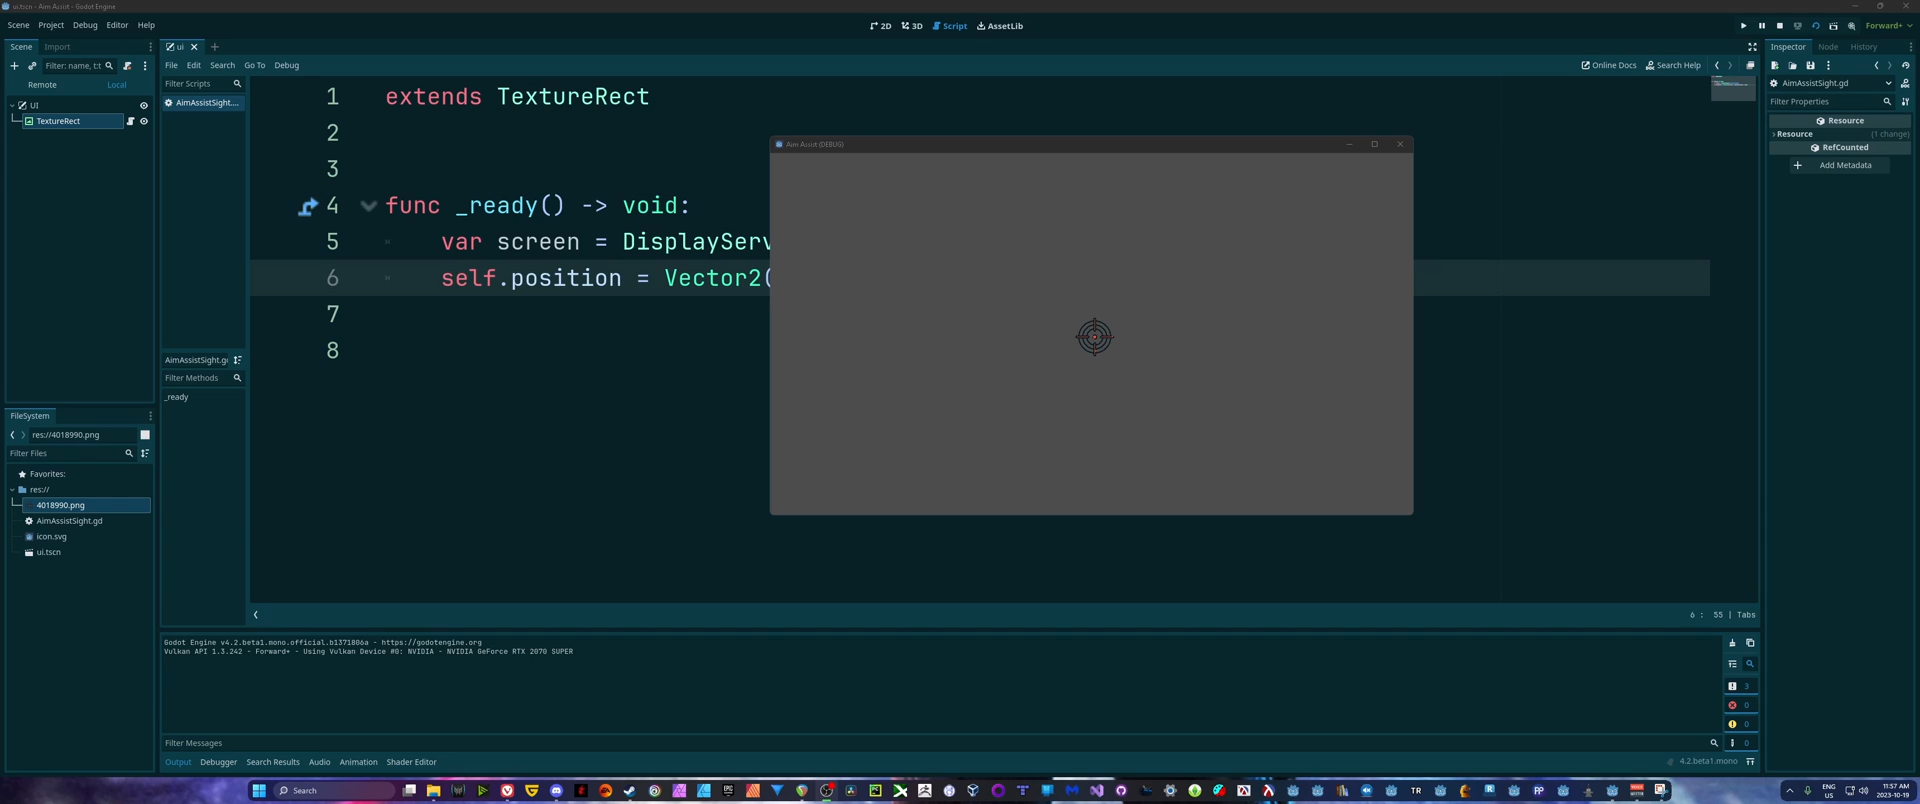 ui.tscn - Aim Assist - Godot Engine
Scene Project Debug Editor Help
2D 3D Script AssetLib
Forward+
Scene Import
Filter: name, t:t
Remote Local
UI
TextureRect
ui
File Edit Search Go To Debug
Online Docs Search Help
Filter Scripts
AimAssistSight....
1 extends TextureRect
2
3
4 func _ready() -> void:
5 var screen = DisplayServ
6 self.position = Vector2(
7
8
Aim Assist (DEBUG)
AimAssistSight.g
Filter Methods
_ready
6 : 55 | Tabs
Inspector Node History
AimAssistSight.gd
Filter Properties
Resource
Resource (1 change)
RefCounted
Add Metadata
FileSystem
res://4018990.png
Filter Files
Favorites:
res://
4018990.png
AimAssistSight.gd
icon.svg
ui.tscn
Godot Engine v4.2.beta1.mono.official.b1371806a - https://godotengine.org
Vulkan API 1.3.242 - Forward+ - Using Vulkan Device #0: NVIDIA - NVIDIA GeForce RTX 2070 SUPER
3
0
0
0
Filter Messages
Output Debugger Search Results Audio Animation Shader Editor
4.2.beta1.mono
Search
ENG
US
11:57 AM
2023-10-19